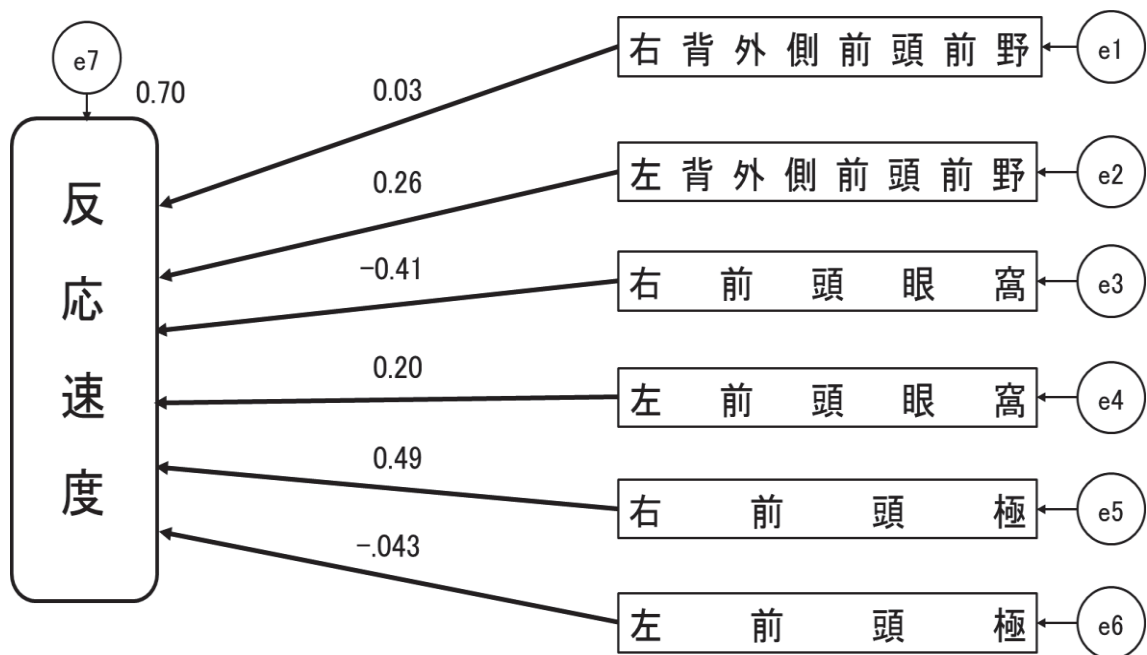 e7
0.70
反応速度
0.03
0.26
-0.41
0.20
0.49
-.043
右背外側前頭前野
e1
左背外側前頭前野
e2
右前頭眼窩
e3
左前頭眼窩
e4
右前頭極
e5
左前頭極
e6